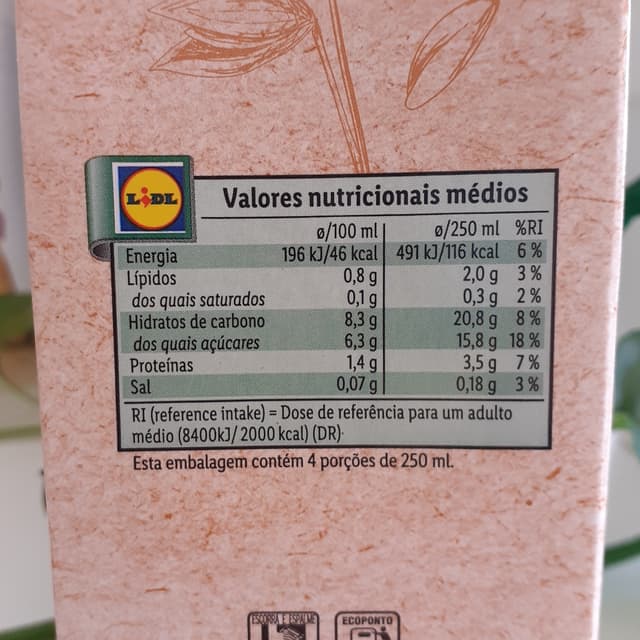 LIDL
Valores nutricionais médios
ø/100 ml ø/250 ml %RI
Energia 196 kJ/46 kcal 491 kJ/116 kcal 6 %
Lípidos 0,8 g 2,0 g 3 %
dos quais saturados 0,1 g 0,3 g 2 %
Hidratos de carbono 8,3 g 20,8 g 8 %
dos quais açúcares 6,3 g 15,8 g 18 %
Proteínas 1,4 g 3,5 g 7 %
Sal 0,07 g 0,18 g 3 %
RI (reference intake) = Dose de referência para um adulto
médio (8400kJ/ 2000 kcal) (DR).
Esta embalagem contém 4 porções de 250 ml.
ESCORRA E ESPALME ECOPONTO